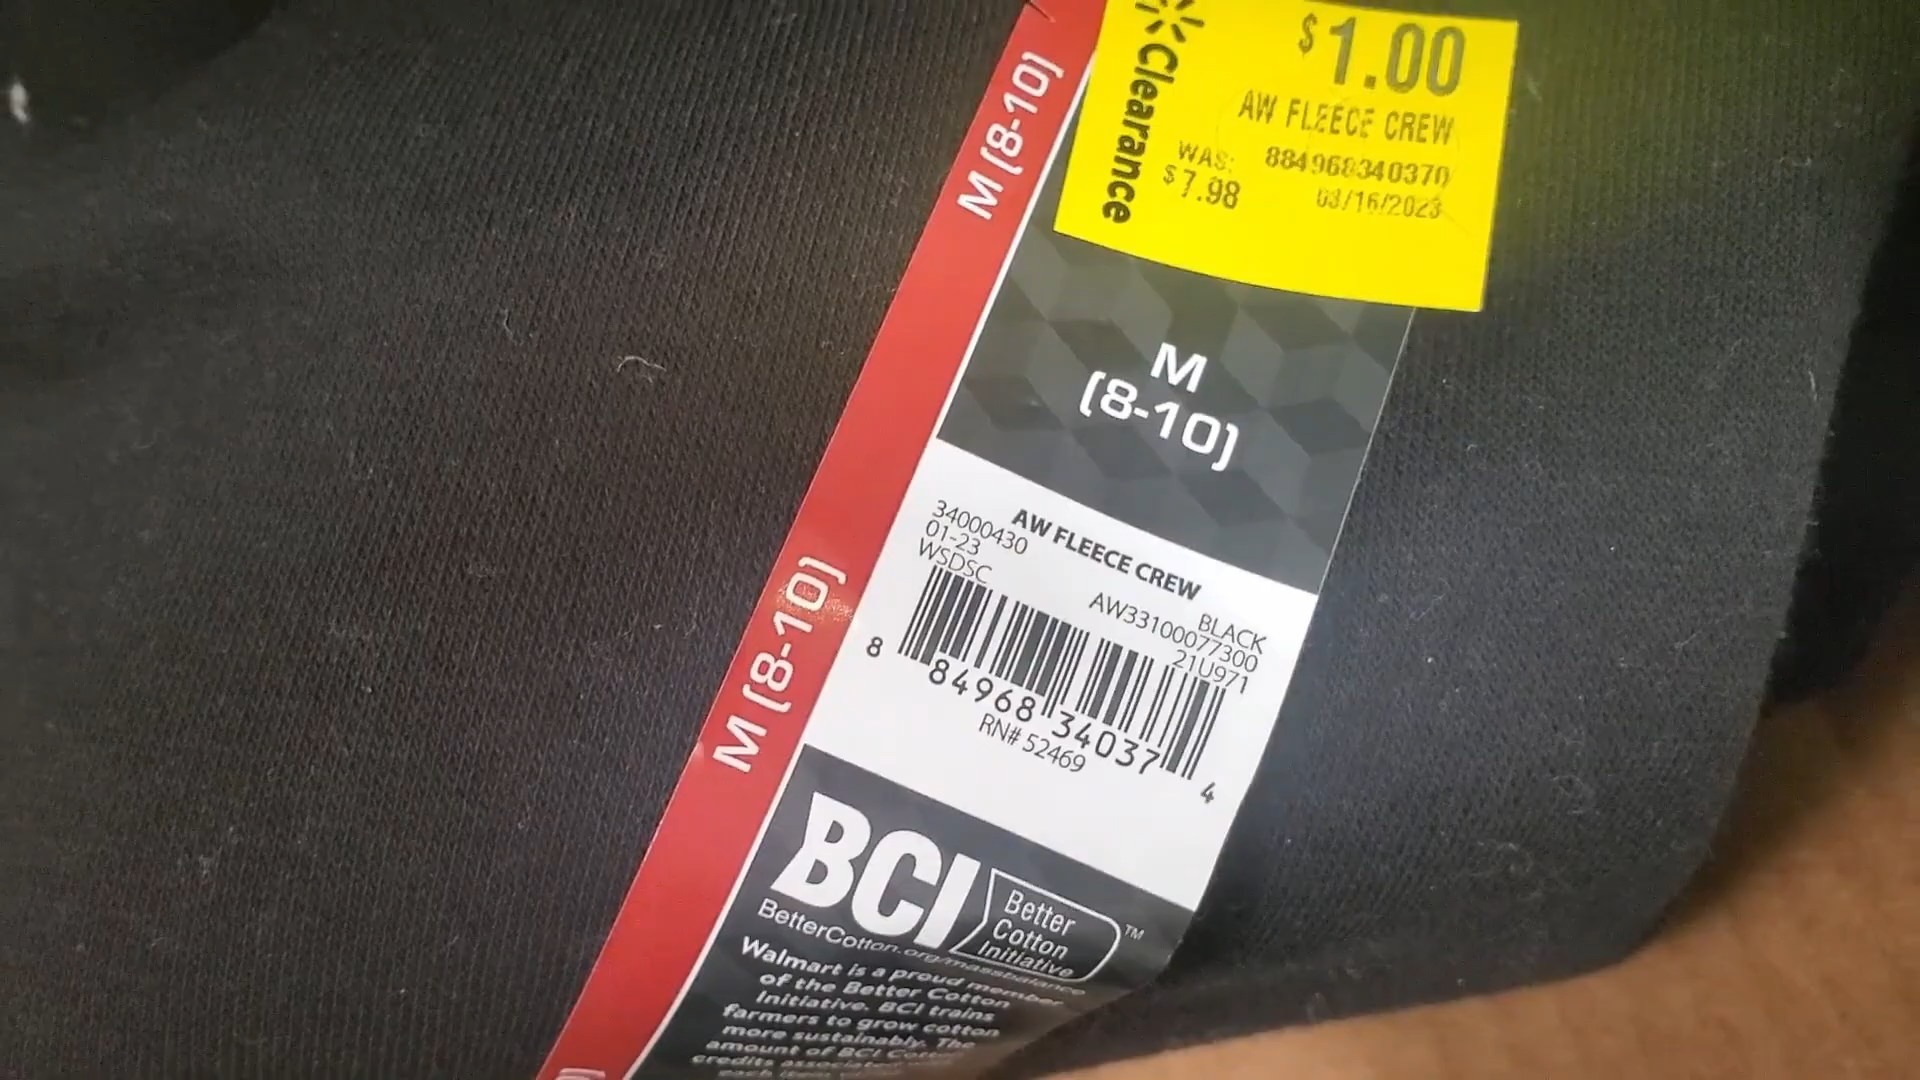 M (8-10)
Clearance
$1.00
AW FLEECE CREW
WAS: 884968340370
$7.98 03/16/2023
M
(8-10)
AW FLEECE CREW
34000430
01-23
WSDSC
BLACK
AW33100077300
21U971
8 84968 34037 4
RN# 52469
M (8-10)
BCI
Better
Cotton
Initiative
TM
BetterCotton.org/massbalance
Walmart is a proud member
of the Better Cotton
Initiative. BCI trains
farmers to grow cotton
more sustainably. The
amount of BCI
credits associated